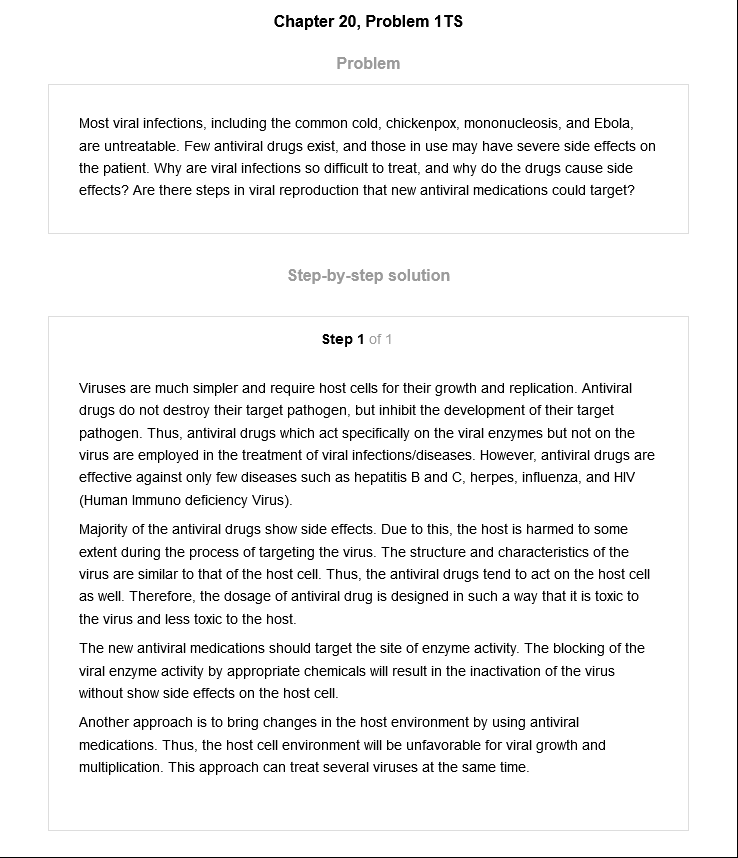 Chapter 20, Problem 1TS
Problem
Most viral infections, including the common cold, chickenpox, mononucleosis, and Ebola,
are untreatable. Few antiviral drugs exist, and those in use may have severe side effects on
the patient. Why are viral infections so difficult to treat, and why do the drugs cause side
effects? Are there steps in viral reproduction that new antiviral medications could target?
Step-by-step solution
Step 1 of 1
Viruses are much simpler and require host cells for their growth and replication. Antiviral
drugs do not destroy their target pathogen, but inhibit the development of their target
pathogen. Thus, antiviral drugs which act specifically on the viral enzymes but not on the
virus are employed in the treatment of viral infections/diseases. However, antiviral drugs are
effective against only few diseases such as hepatitis B and C, herpes, influenza, and HIV
(Human Immuno deficiency Virus).
Majority of the antiviral drugs show side effects. Due to this, the host is harmed to some
extent during the process of targeting the virus. The structure and characteristics of the
virus are similar to that of the host cell. Thus, the antiviral drugs tend to act on the host cell
as well. Therefore, the dosage of antiviral drug is designed in such a way that it is toxic to
the virus and less toxic to the host.
The new antiviral medications should target the site of enzyme activity. The blocking of the
viral enzyme activity by appropriate chemicals will result in the inactivation of the virus
without show side effects on the host cell.
Another approach is to bring changes in the host environment by using antiviral
medications. Thus, the host cell environment will be unfavorable for viral growth and
multiplication. This approach can treat several viruses at the same time.